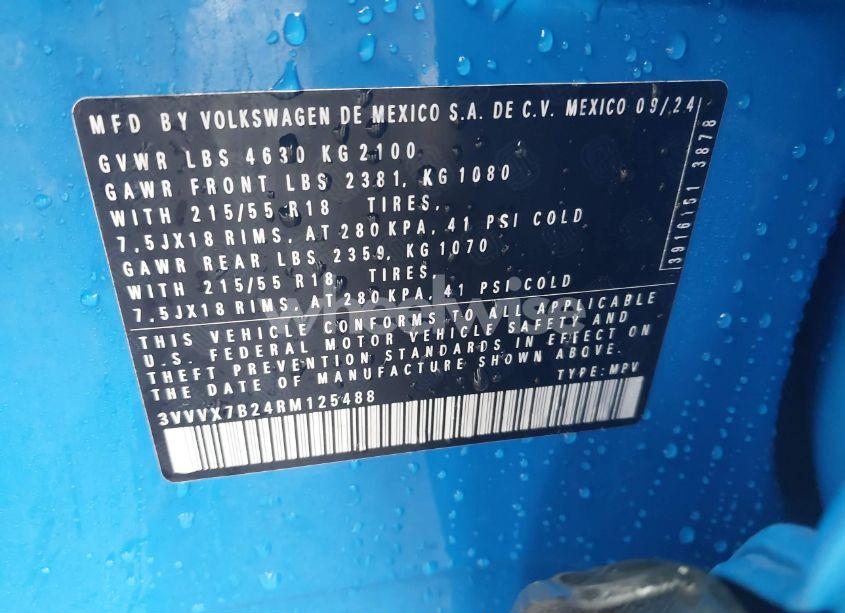 MFD BY VOLKSWAGEN DE MEXICO S.A. DE C.V. MEXICO 09/24
GVWR LBS 4630 KG 2100
GAWR FRONT LBS 2381, KG 1080
WITH 215/55 R18 TIRES,
7.5JX18 RIMS, AT 280 KPA, 41 PSI COLD
GAWR REAR LBS 2359, KG 1070
WITH 215/55 R18, TIRES,
7.5JX18 RIMS, AT 280 KPA, 41 PSI COLD
THIS VEHICLE CONFORMS TO ALL APPLICABLE
U.S. FEDERAL MOTOR VEHICLE SAFETY AND
THEFT PREVENTION STANDARDS IN EFFECT ON
THE DATE OF MANUFACTURE SHOWN ABOVE.
TYPE: MPV
3VVVX7B24RM125488
3916151 3878
wheelwise